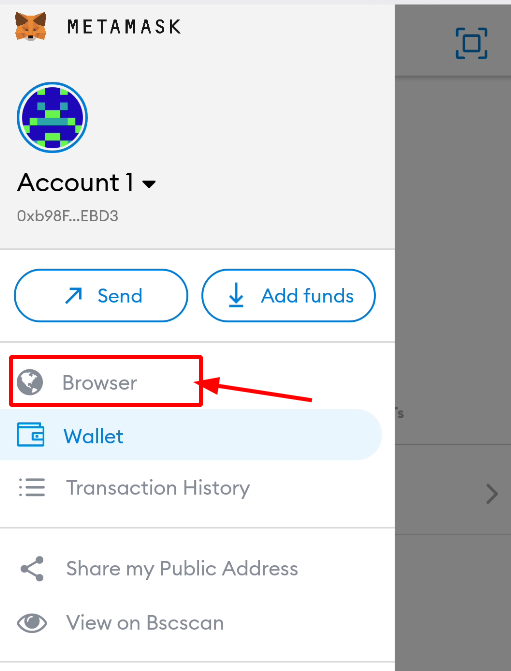 METAMASK
Account 1
0xb98F...EBD3
Send
Add funds
Browser
Wallet
Transaction History
Share my Public Address
View on Bscscan